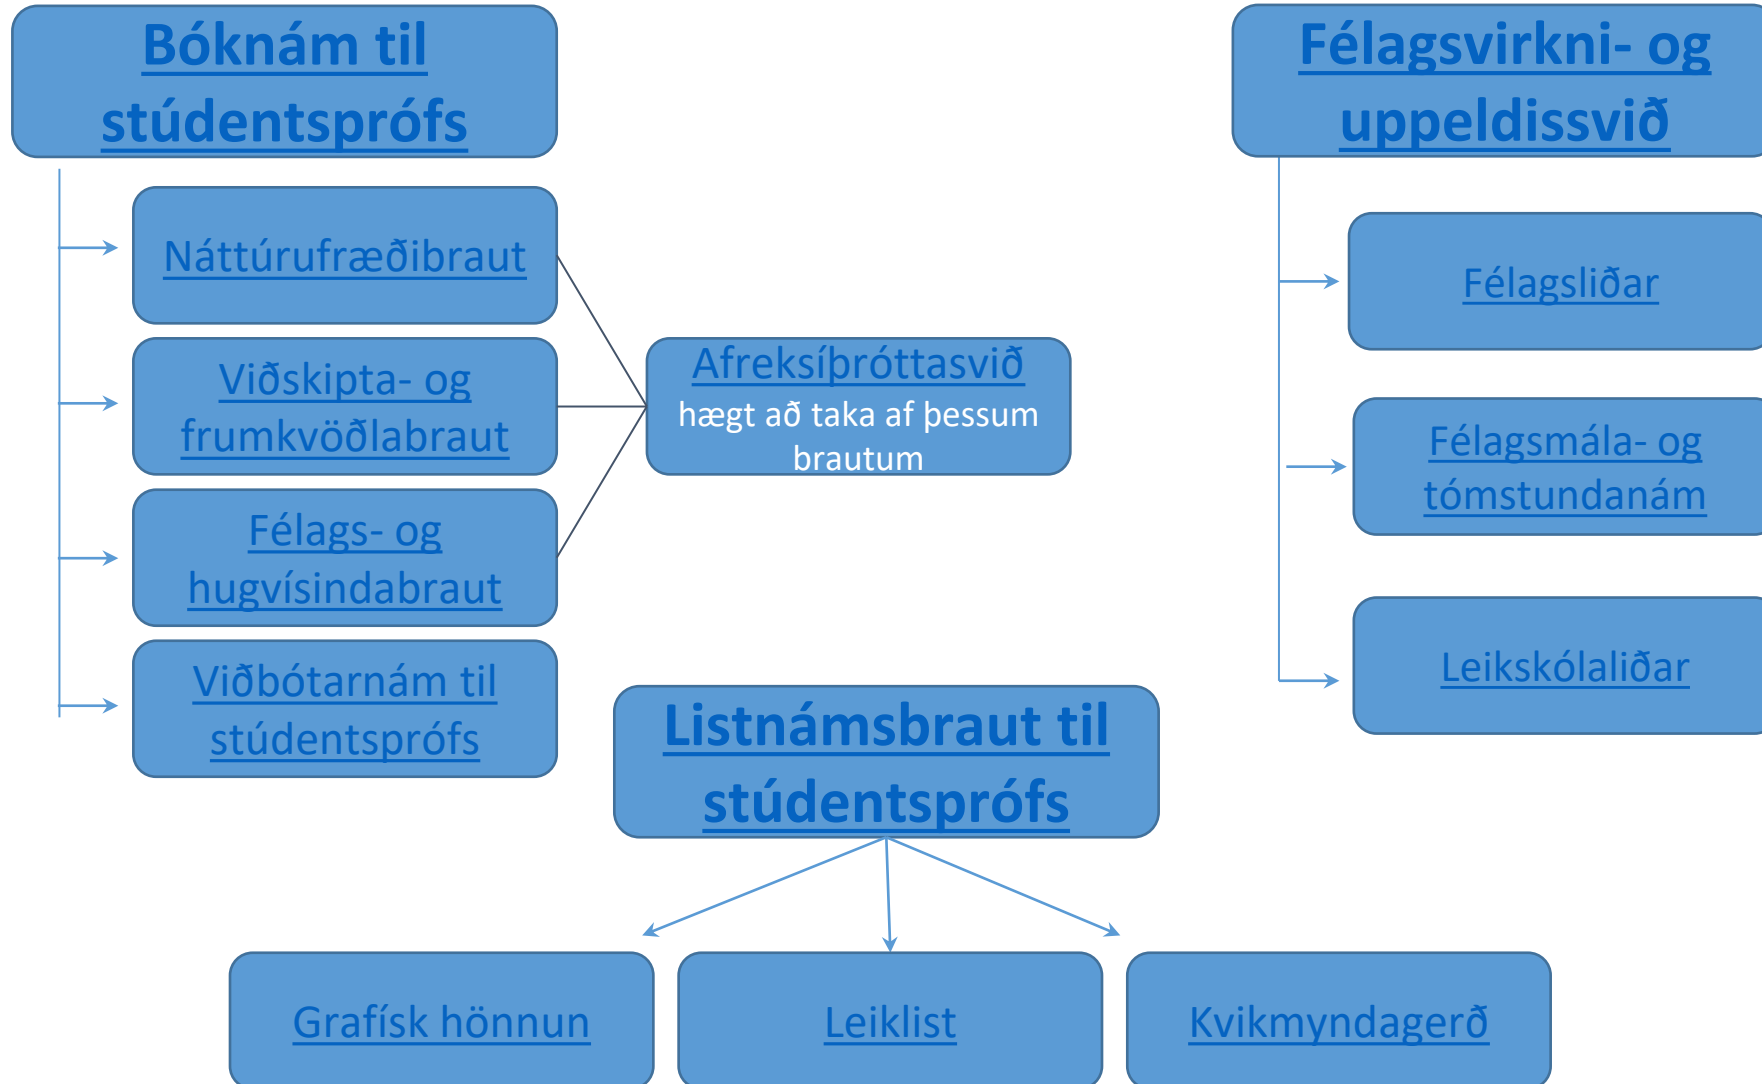 Bóknám til
stúdentsprófs
Náttúrufræðibraut
Viðskipta- og
frumkvöðlabraut
Félags- og
hugvísindabraut
Viðbótarnám til
stúdentsprófs
Afreksíþróttasvið
hægt að taka af þessum
brautum
Félagsvirkni- og
uppeldissvið
Félagsliðar
Félagsmála- og
tómstundanám
Leikskólaliðar
Listnámsbraut til
stúdentsprófs
Grafísk hönnun
Leiklist
Kvikmyndagerð